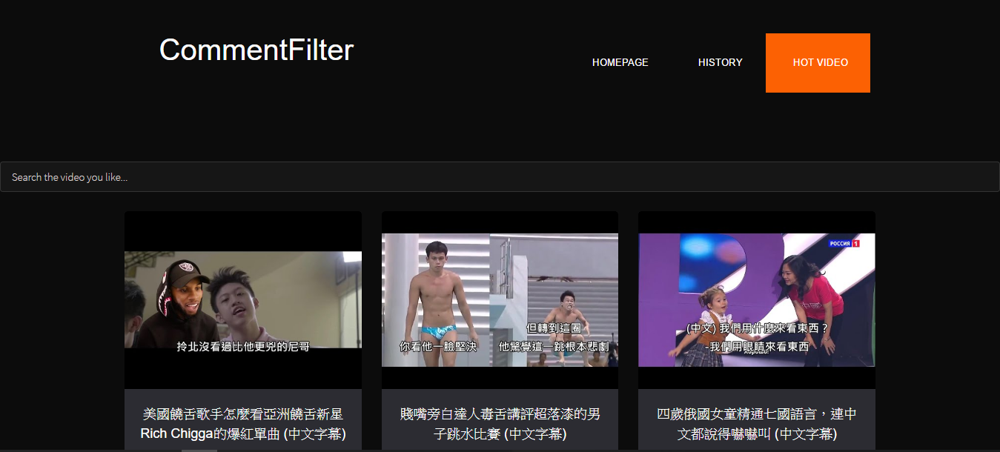 CommentFilter
HOMEPAGE
HISTORY
HOT VIDEO
Search the video you like...
拎北沒看過比他更兇的尼哥
你看他一臉堅決
但轉到這圈
他驚覺這一跳根本悲劇
РОССИЯ 1
(中文) 我們用什麼來看東西？
-我們用眼睛來看東西
美國饒舌歌手怎麼看亞洲饒舌新星
Rich Chigga的爆紅單曲 (中文字幕)
賤嘴旁白達人毒舌講評超落漆的男
子跳水比賽 (中文字幕)
四歲俄國女童精通七國語言，連中
文都說得嚇嚇叫 (中文字幕)